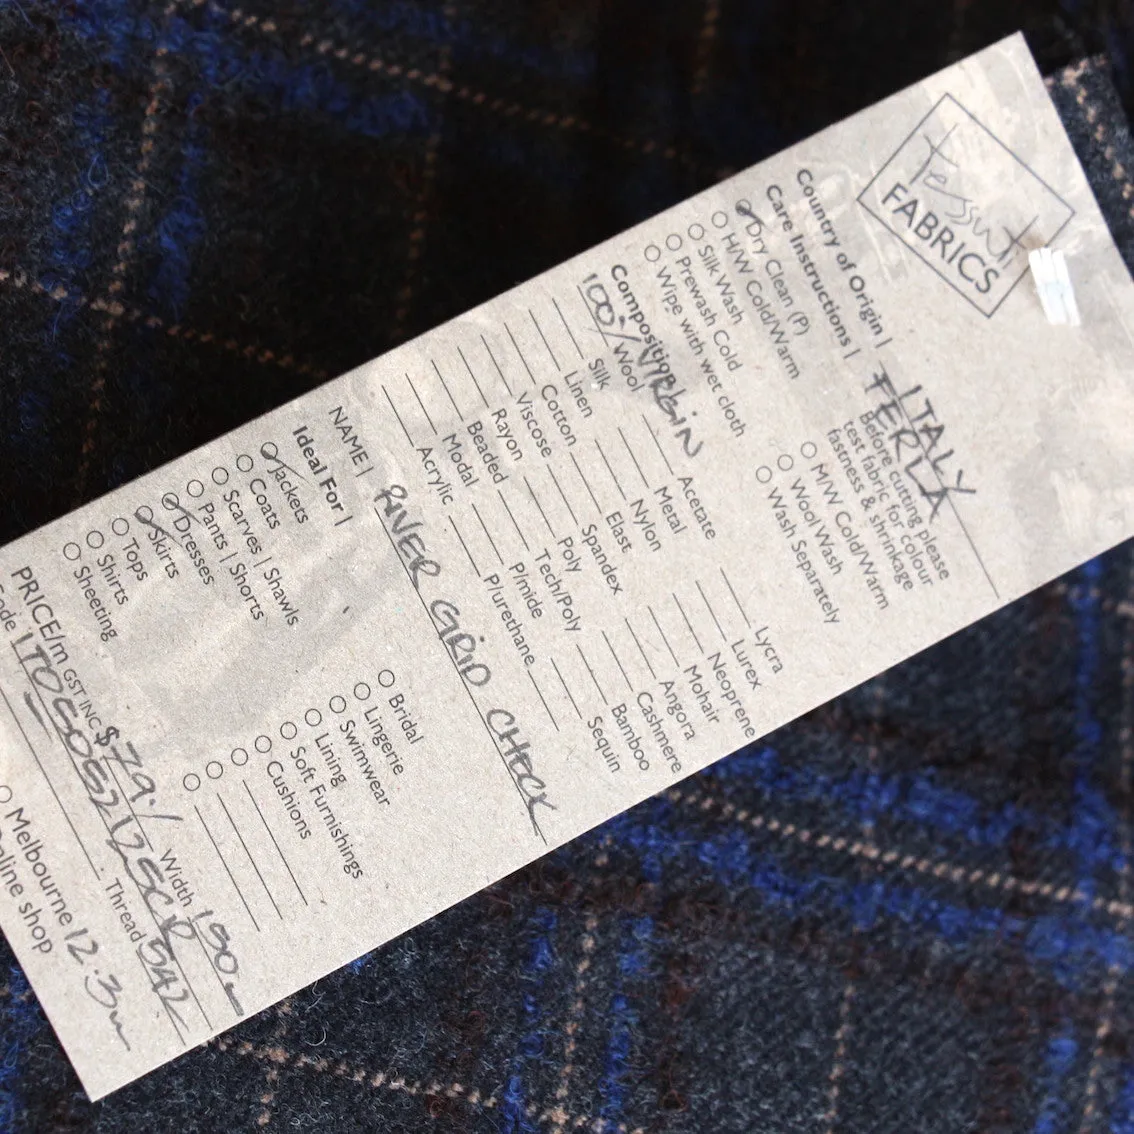 Tessuti
FABRICS
Country of Origin | ITALY
FERLA
Care Instructions |
Before cutting please
test fabric for colour
fastness & shrinkage
Dry Clean (P)
H/W Cold/Warm
Silk Wash
Prewash Cold
Wipe with wet cloth
M/W Cold/Warm
Wool Wash
Wash Separately
Composition |
100% Wool VIRGIN
Silk
Linen
Cotton
Viscose
Rayon
Beaded
Modal
Acrylic
Acetate
Metal
Nylon
Elast
Spandex
Poly
Tech/Poly
P/mide
P/urethane
Lycra
Lurex
Neoprene
Mohair
Angora
Cashmere
Bamboo
Sequin
NAME | RIVER GRID CHECK
Ideal For |
Jackets
Coats
Scarves | Shawls
Pants | Shorts
Dresses
Skirts
Tops
Shirts
Sheeting
Bridal
Lingerie
Swimwear
Lining
Soft Furnishings
Cushions
PRICE/m GST INC $79./ Width 150
Thread 542
Melbourne 12.3m
shop